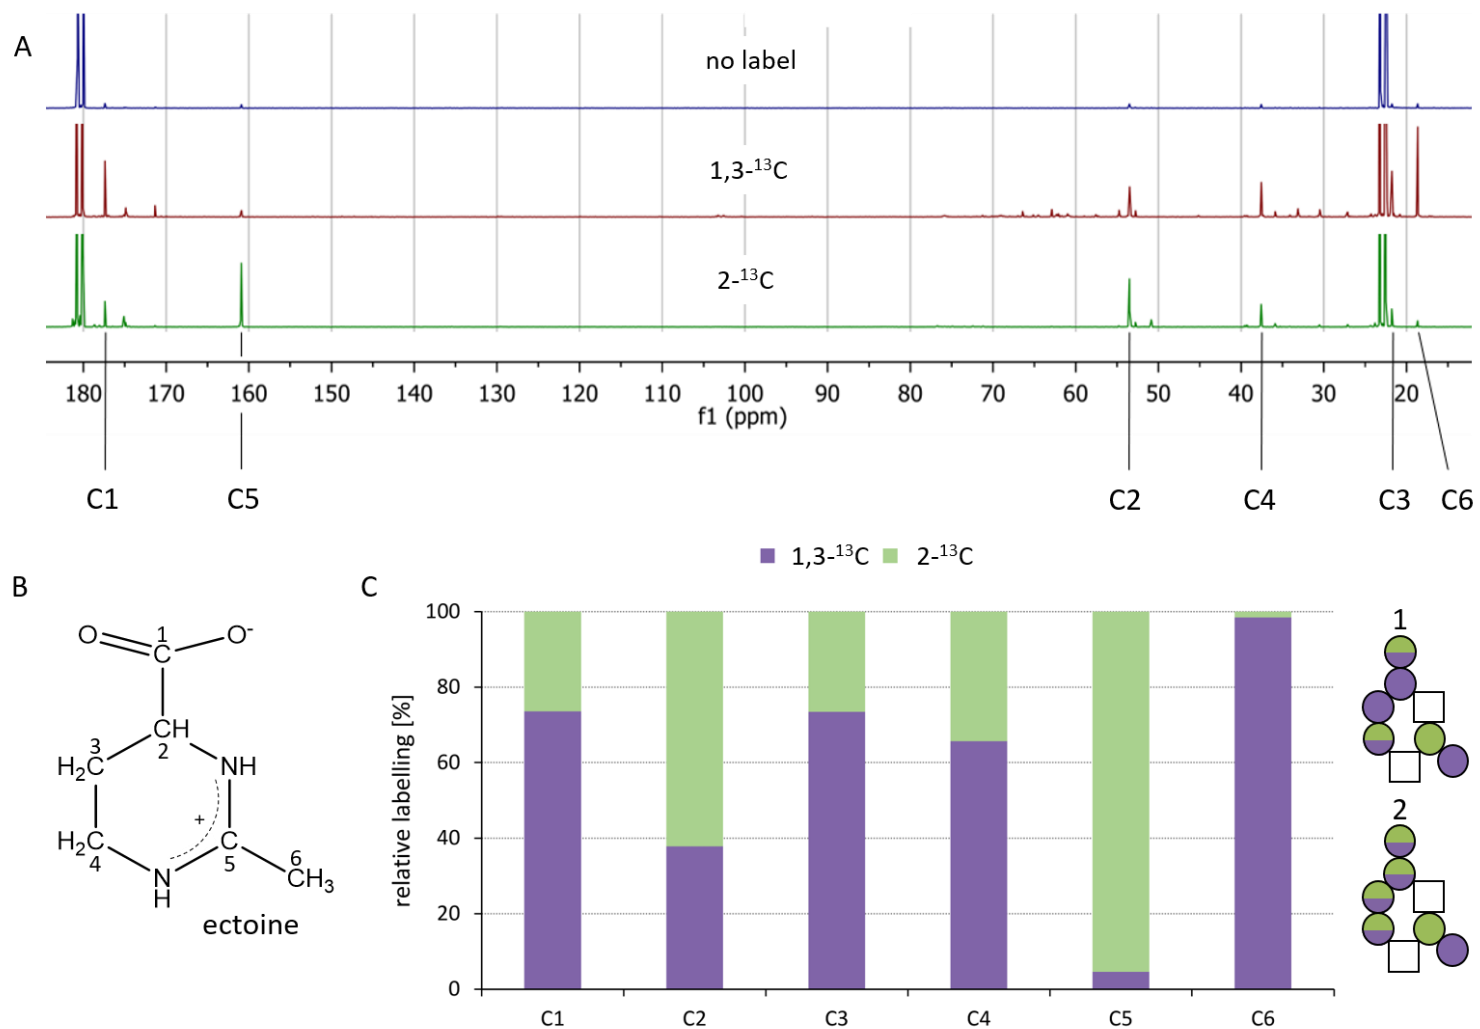 A
no label
1,3-¹³C
2-¹³C
180 170 160 150 140 130 120 110 100 90 80 70 60 50 40 30 20
f1 (ppm)
C1 C5 C2 C4 C3 C6
1,3-¹³C 2-¹³C
B
O 1 O⁻
C
3 CH
H₂C 2 NH
+
H₂C 6
4 5 CH₃
N C
H
ectoine
C
relative labelling [%]
100
80
60
40
20
0
C1 C2 C3 C4 C5 C6
1
2